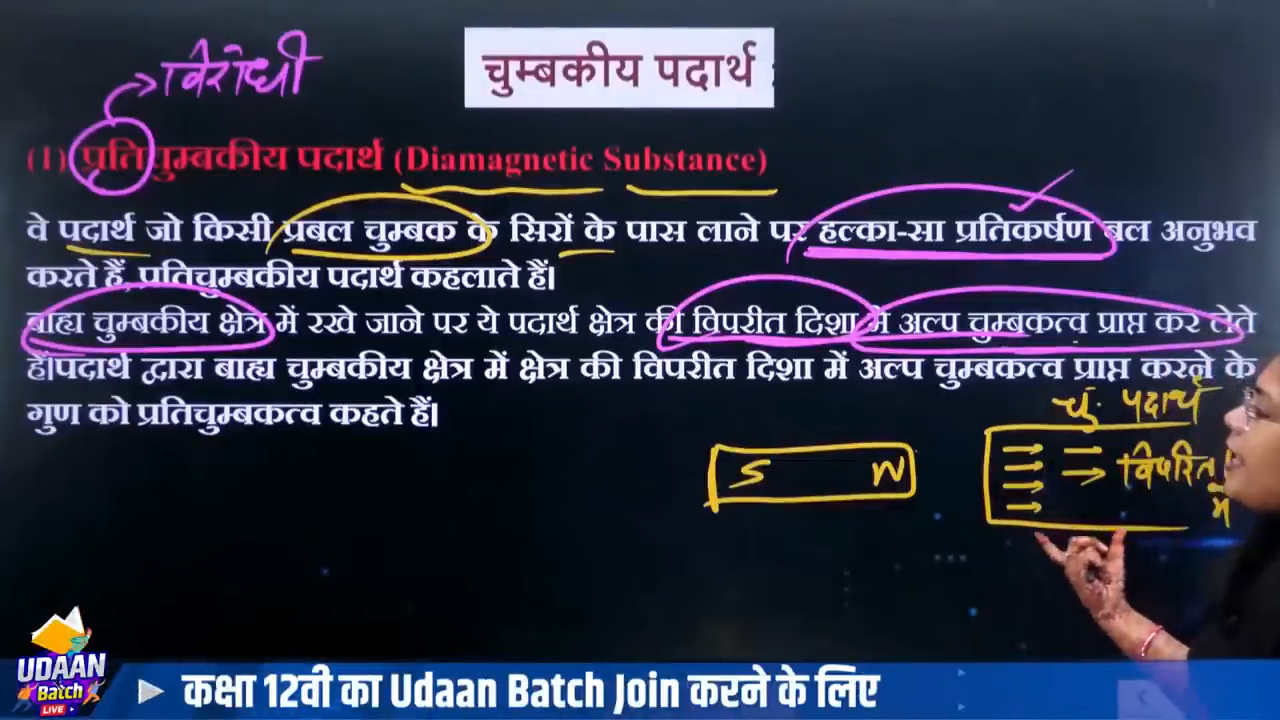 विरोधी
चुम्बकीय पदार्थ :
(1) प्रतिचुम्बकीय पदार्थ (Diamagnetic Substance)
वे पदार्थ जो किसी प्रबल चुम्बक के सिरों के पास लाने पर हल्का-सा प्रतिकर्षण बल अनुभव
करते हैं, प्रतिचुम्बकीय पदार्थ कहलाते हैं।
बाह्य चुम्बकीय क्षेत्र में रखे जाने पर ये पदार्थ क्षेत्र की विपरीत दिशा में अल्प चुम्बकत्व प्राप्त कर लेते
हैं।पदार्थ द्वारा बाह्य चुम्बकीय क्षेत्र में क्षेत्र की विपरीत दिशा में अल्प चुम्बकत्व प्राप्त करने के
गुण को प्रतिचुम्बकत्व कहते हैं।
चु. पदार्थ
S N विपरित
में
UDAAN
Batch
LIVE
कक्षा 12वी का Udaan Batch Join करने के लिए